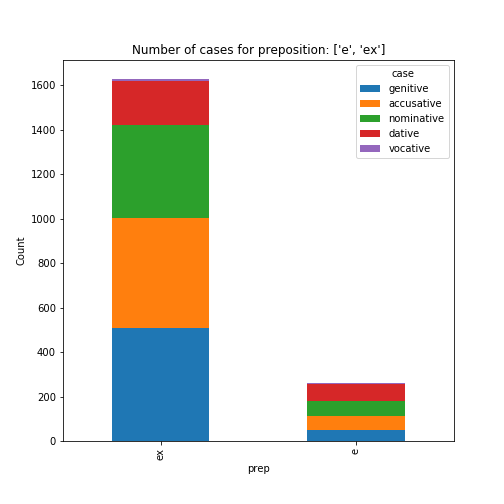 Number of cases for preposition: ['e', 'ex']
case
genitive
accusative
nominative
dative
vocative
1600
1400
1200
1000
800
600
400
200
0
Count
ex
e
prep